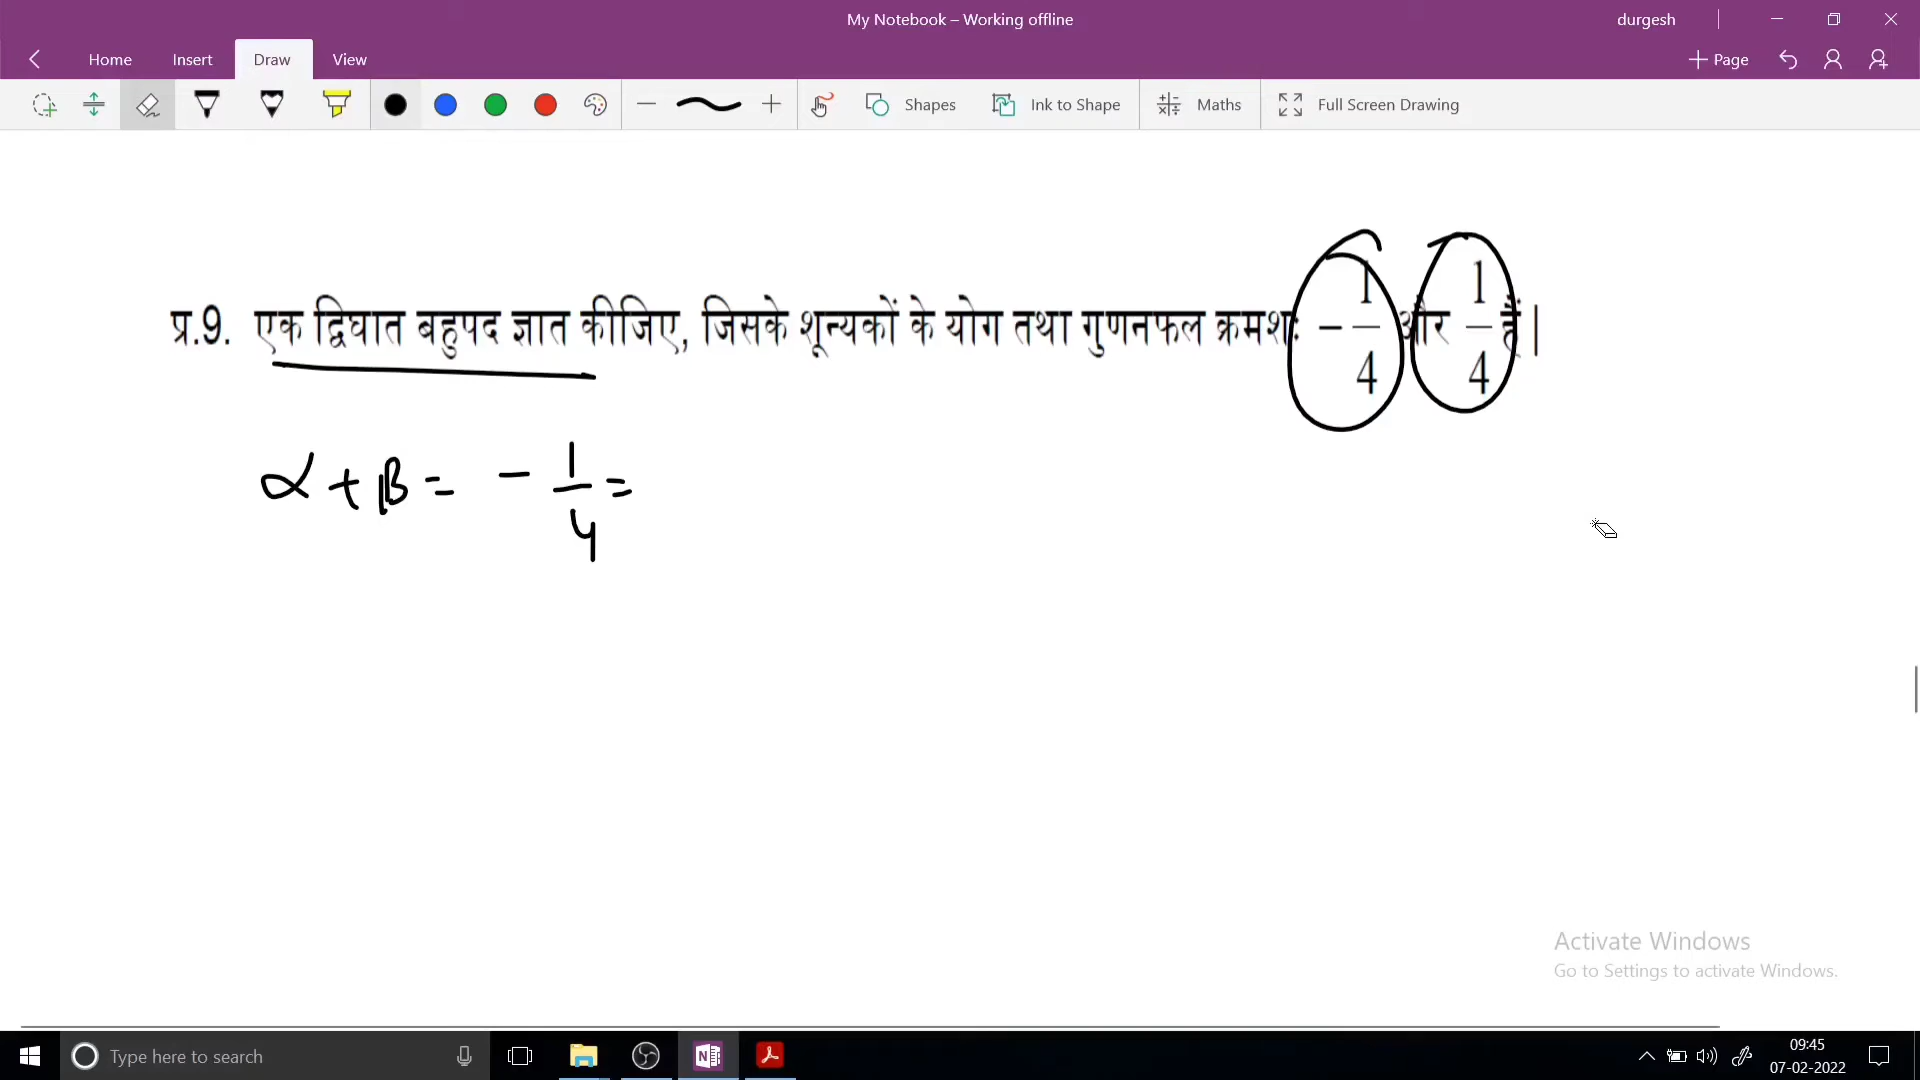 My Notebook – Working offline
durgesh
Home Insert Draw View
Page
Shapes Ink to Shape Maths Full Screen Drawing
प्र.9. एक द्विघात बहुपद ज्ञात कीजिए, जिसके शून्यकों के योग तथा गुणनफल क्रमशः -1/4 और 1/4 हैं |
α + β = - 1/4 =
Activate Windows
Go to Settings to activate Windows.
Type here to search
09:45
07-02-2022